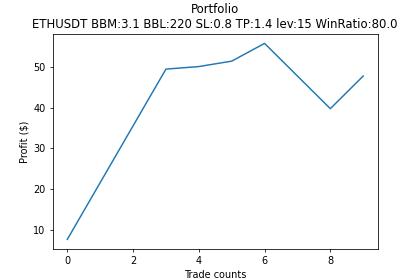 Portfolio
ETHUSDT BBM:3.1 BBL:220 SL:0.8 TP:1.4 lev:15 WinRatio:80.0
Profit ($)
50
40
30
20
10
0 2 4 6 8
Trade counts